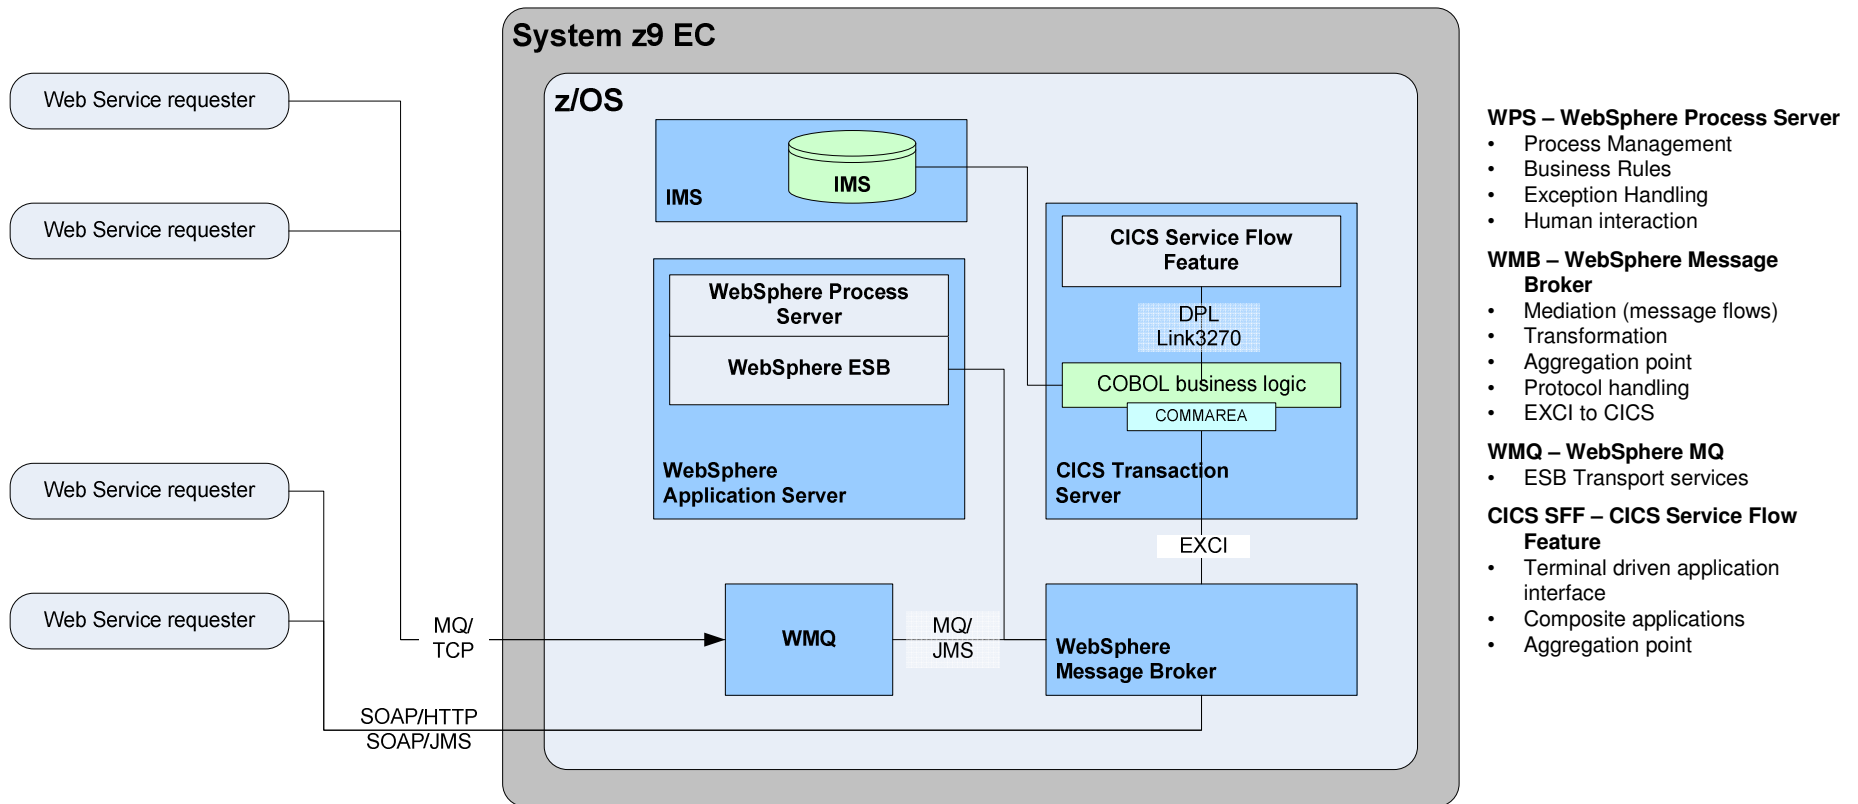 System z9 EC
z/OS
Web Service requester
Web Service requester
Web Service requester
Web Service requester
MQ/
TCP
SOAP/HTTP
SOAP/JMS
IMS
IMS
WebSphere Process
Server
WebSphere ESB
WebSphere
Application Server
CICS Service Flow
Feature
DPL
Link3270
COBOL business logic
COMMAREA
CICS Transaction
Server
EXCI
WMQ
MQ/
JMS
WebSphere
Message Broker
WPS – WebSphere Process Server
• Process Management
• Business Rules
• Exception Handling
• Human interaction
WMB – WebSphere Message
Broker
• Mediation (message flows)
• Transformation
• Aggregation point
• Protocol handling
• EXCI to CICS
WMQ – WebSphere MQ
• ESB Transport services
CICS SFF – CICS Service Flow
Feature
• Terminal driven application
interface
• Composite applications
• Aggregation point